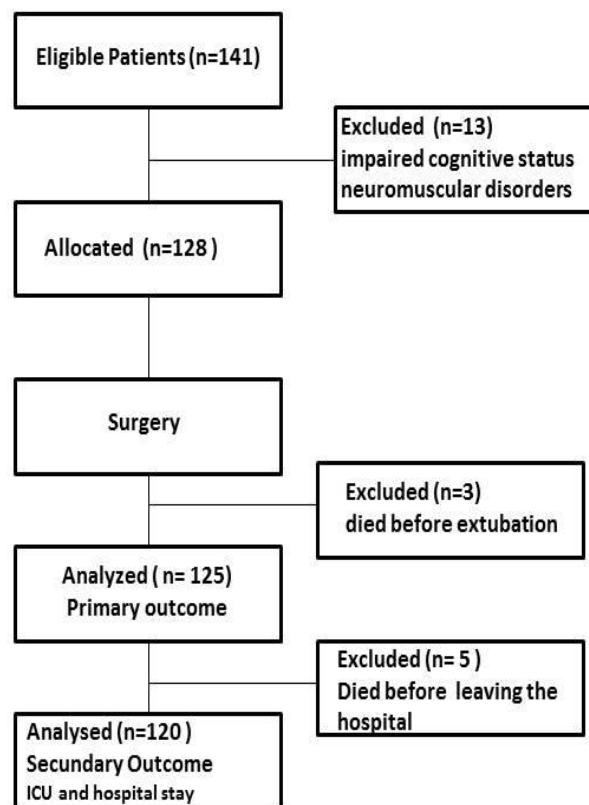 Eligible Patients (n=141)
Excluded (n=13)
impaired cognitive status
neuromuscular disorders
Allocated (n=128 )
Surgery
Excluded (n=3)
died before extubation
Analyzed ( n= 125)
Primary outcome
Excluded (n= 5 )
Died before leaving the
hospital
Analysed (n=120 )
Secundary Outcome
ICU and hospital stay